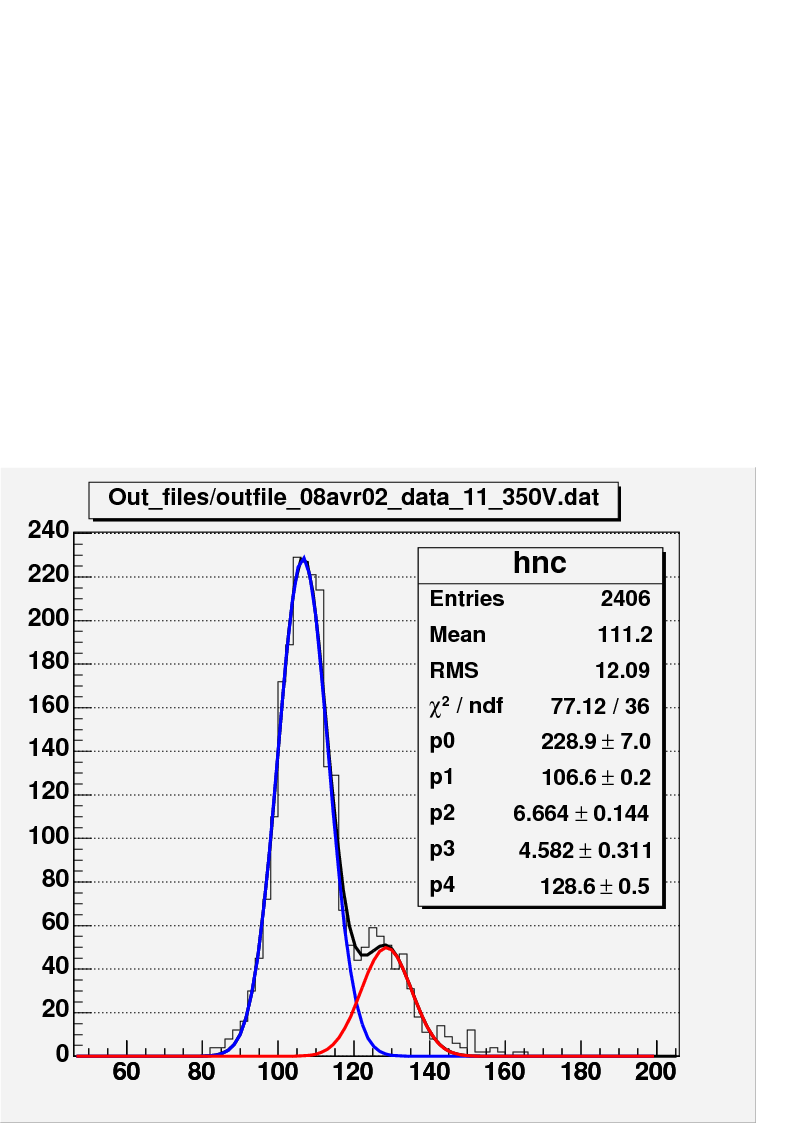 Out_files/outfile_08avr02_data_11_350V.dat
hnc
Entries 2406
Mean 111.2
RMS 12.09
χ² / ndf 77.12 / 36
p0 228.9 ± 7.0
p1 106.6 ± 0.2
p2 6.664 ± 0.144
p3 4.582 ± 0.311
p4 128.6 ± 0.5
240
220
200
180
160
140
120
100
80
60
40
20
0
60 80 100 120 140 160 180 200